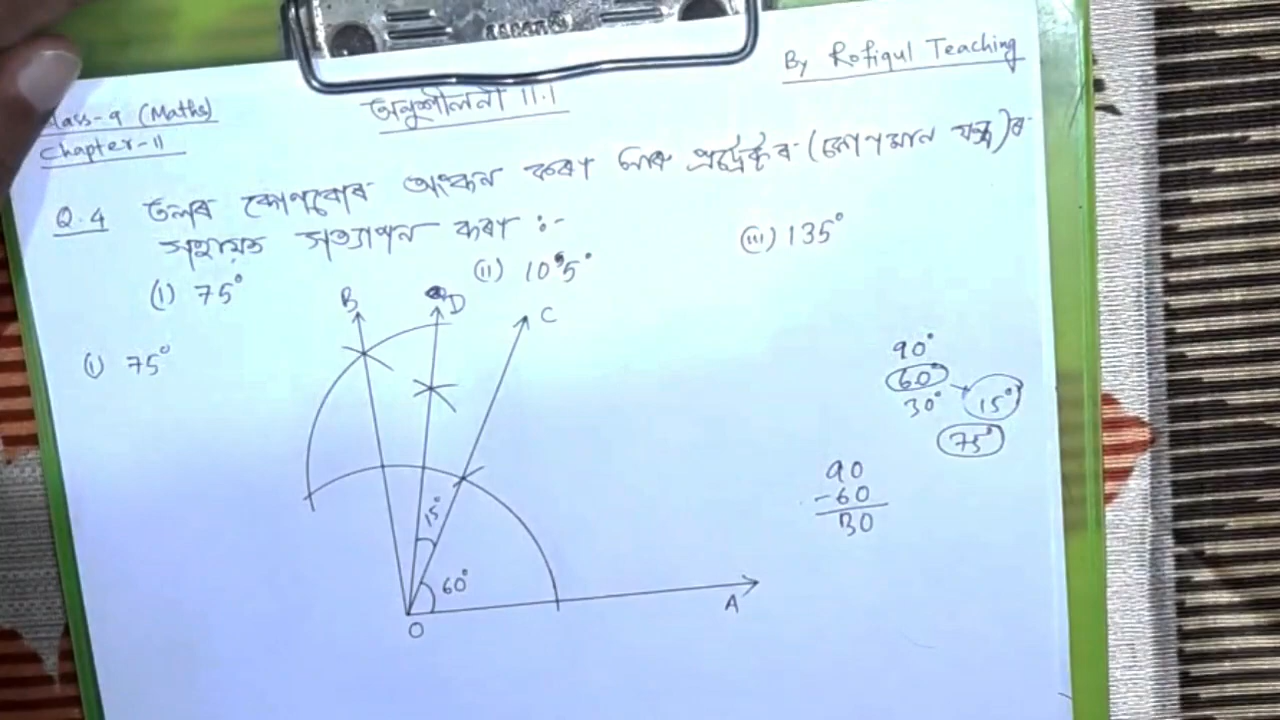 By Rofiqul Teaching
Class-9 (Maths)
অনুশীলনী 11.1
Chapter-11
Q.4 তলৰ কোণবোৰ অংকন কৰা আৰু প্ৰত্যেকৰ (কোণমান যন্ত্ৰ)ৰ
সহায়ত সত্যাপন কৰা :-
(i) 75°
(ii) 105°
(iii) 135°
(i) 75°
B
D
C
90°
60°
30°
15°
75°
90
-60
30
15°
60°
A
O